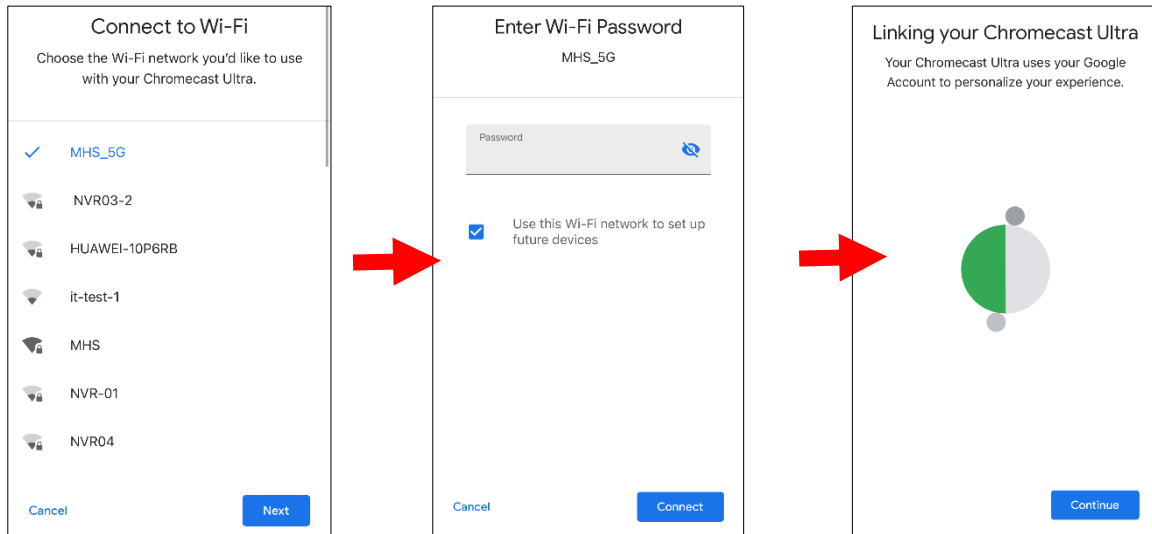 Connect to Wi-Fi
Choose the Wi-Fi network you'd like to use
with your Chromecast Ultra.
MHS_5G
NVR03-2
HUAWEI-10P6RB
it-test-1
MHS
NVR-01
NVR04
Cancel
Next
Enter Wi-Fi Password
MHS_5G
Password
Use this Wi-Fi network to set up
future devices
Cancel
Connect
Linking your Chromecast Ultra
Your Chromecast Ultra uses your Google
Account to personalize your experience.
Continue